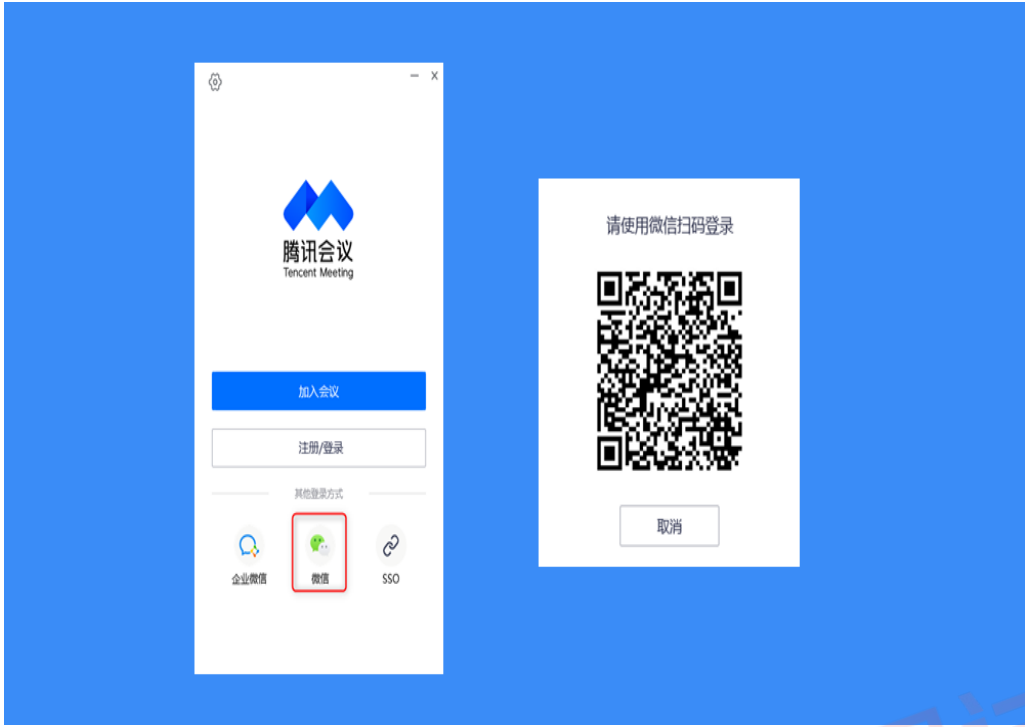 腾讯会议
Tencent Meeting
加入会议
注册/登录
其他登录方式
企业微信
微信
SSO
请使用微信扫码登录
取消